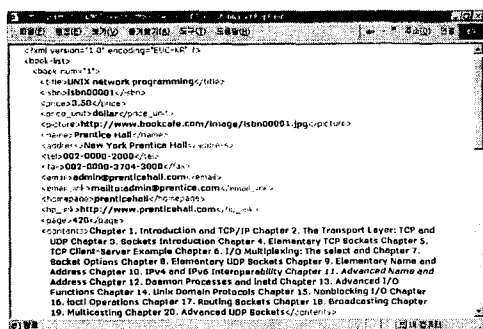 <?xml version="1.0" encoding="EUC-KR" ?>
<book-list>
<book num="1">
<title>UNIX network programming</title>
<isbn>isbn00001</isbn>
<price>3.50</price>
<price_unit>dollar</price_unit>
<picture>http://www.bookcafe.com/image/isbn00001.jpg</picture>
<name>Prentice Hall</name>
<address>New York Prentice Hall</address>
<tel>002-0000-2000</tel>
<fax>002-0000-3704-3000</fax>
<email>admin@prenticehall.com</email>
<email_link>mailto:admin@prentice.com</email_link>
<homepage>prenticehall</homepage>
<hp_link>http://www.prenticehall.com</hp_link>
<page>420</page>
<contents>Chapter 1. Introduction and TCP/IP Chapter 2. The Transport Layer: TCP and
UDP Chapter 3. Sockets Introduction Chapter 4. Elementary TCP Sockets Chapter 5.
TCP Client-Server Example Chapter 6. I/O Multiplexing: The select and Chapter 7.
Socket Options Chapter 8. Elementary UDP Sockets Chapter 9. Elementary Name and
Address Chapter 10. IPv4 and IPv6 Interoperability Chapter 11. Advanced Name and
Address Chapter 12. Daemon Processes and inetd Chapter 13. Advanced I/O
Functions Chapter 14. Unix Domain Protocols Chapter 15. Nonblocking I/O Chapter
16. ioctl Operations Chapter 17. Routing Sockets Chapter 18. Broadcasting Chapter
19. Multicasting Chapter 20. Advanced UDP Sockets</contents>